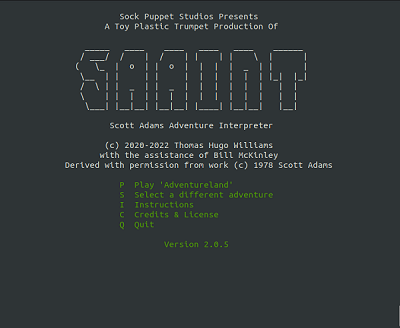 Sock Puppet Studios Presents
A Toy Plastic Trumpet Production Of
SAAIDT
Scott Adams Adventure Interpreter
(c) 2020-2022 Thomas Hugo Williams
with the assistance of Bill McKinley
Derived with permission from work (c) 1978 Scott Adams
P Play 'Adventureland'
S Select a different adventure
I Instructions
C Credits & License
Q Quit
Version 2.0.5